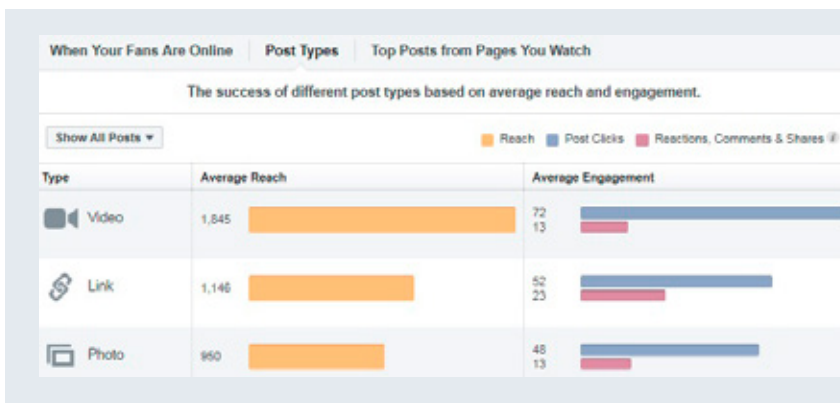 When Your Fans Are Online Post Types Top Posts from Pages You Watch
The success of different post types based on average reach and engagement.
Show All Posts Reach Post Clicks Reactions, Comments & Shares i
Type Average Reach Average Engagement
Video 1,845 72
13
Link 1,146 52
23
Photo 950 48
13